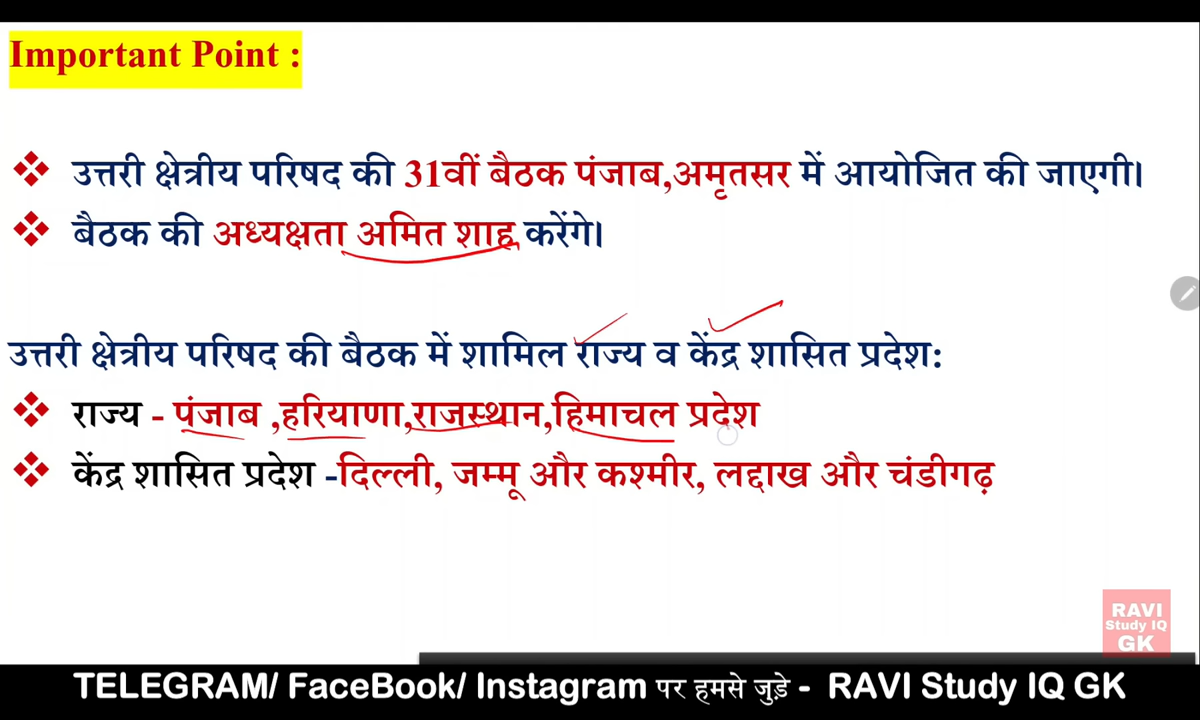 Important Point :
❖ उत्तरी क्षेत्रीय परिषद की 31वीं बैठक पंजाब,अमृतसर में आयोजित की जाएगी।
❖ बैठक की अध्यक्षता अमित शाह करेंगे।
उत्तरी क्षेत्रीय परिषद की बैठक में शामिल राज्य व केंद्र शासित प्रदेश:
❖ राज्य - पंजाब ,हरियाणा,राजस्थान,हिमाचल प्रदेश
❖ केंद्र शासित प्रदेश -दिल्ली, जम्मू और कश्मीर, लद्दाख और चंडीगढ़
RAVI
Study IQ
GK
TELEGRAM/ FaceBook/ Instagram पर हमसे जुड़े - RAVI Study IQ GK